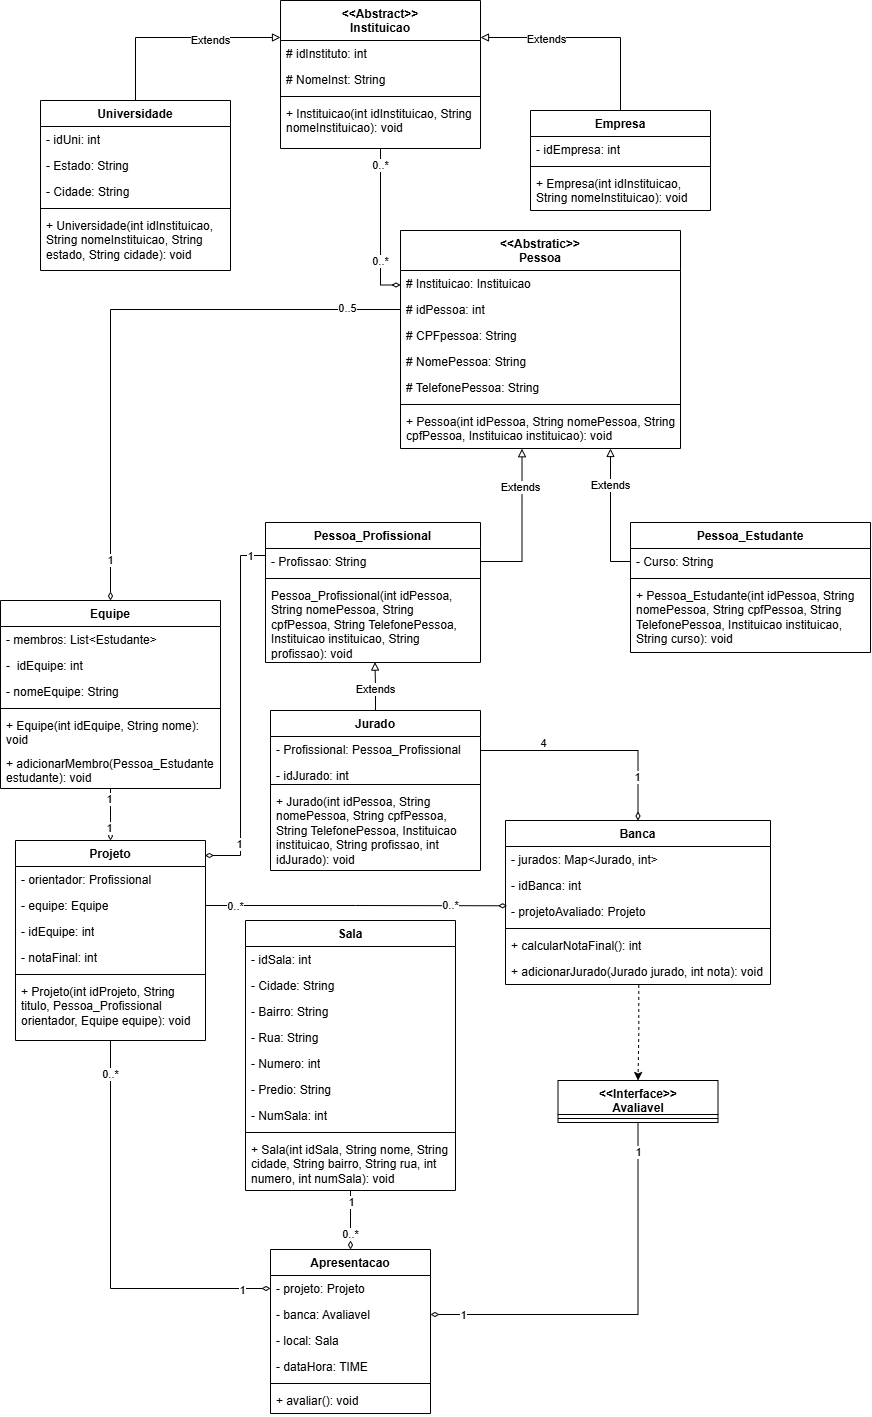 <<Abstract>>
Instituicao
# idInstituto: int
# NomeInst: String
+ Instituicao(int idInstituicao, String
nomeInstituicao): void
Extends
Extends
Universidade
- idUni: int
- Estado: String
- Cidade: String
+ Universidade(int idInstituicao,
String nomeInstituicao, String
estado, String cidade): void
Empresa
- idEmpresa: int
+ Empresa(int idInstituicao,
String nomeInstituicao): void
0..*
0..*
<<Abstratic>>
Pessoa
# Instituicao: Instituicao
# idPessoa: int
# CPFpessoa: String
# NomePessoa: String
# TelefonePessoa: String
+ Pessoa(int idPessoa, String nomePessoa, String
cpfPessoa, Instituicao instituicao): void
0..5
1
Extends
Extends
Pessoa_Profissional
- Profissao: String
Pessoa_Profissional(int idPessoa,
String nomePessoa, String
cpfPessoa, String TelefonePessoa,
Instituicao instituicao, String
profissao): void
Pessoa_Estudante
- Curso: String
+ Pessoa_Estudante(int idPessoa, String
nomePessoa, String cpfPessoa, String
TelefonePessoa, Instituicao instituicao,
String curso): void
1
1
Equipe
- membros: List<Estudante>
-  idEquipe: int
- nomeEquipe: String
+ Equipe(int idEquipe, String nome):
void
+ adicionarMembro(Pessoa_Estudante
estudante): void
Extends
Jurado
- Profissional: Pessoa_Profissional
- idJurado: int
+ Jurado(int idPessoa, String
nomePessoa, String cpfPessoa,
String TelefonePessoa, Instituicao
instituicao, String profissao, int
idJurado): void
4
1
1
1
Projeto
- orientador: Profissional
- equipe: Equipe
- idEquipe: int
- notaFinal: int
+ Projeto(int idProjeto, String
titulo, Pessoa_Profissional
orientador, Equipe equipe): void
0..*
0..*
Banca
- jurados: Map<Jurado, int>
- idBanca: int
- projetoAvaliado: Projeto
+ calcularNotaFinal(): int
+ adicionarJurado(Jurado jurado, int nota): void
Sala
- idSala: int
- Cidade: String
- Bairro: String
- Rua: String
- Numero: int
- Predio: String
- NumSala: int
+ Sala(int idSala, String nome, String
cidade, String bairro, String rua, int
numero, int numSala): void
<<Interface>>
Avaliavel
0..*
1
1
0..*
1
1
Apresentacao
- projeto: Projeto
- banca: Avaliavel
- local: Sala
- dataHora: TIME
+ avaliar(): void